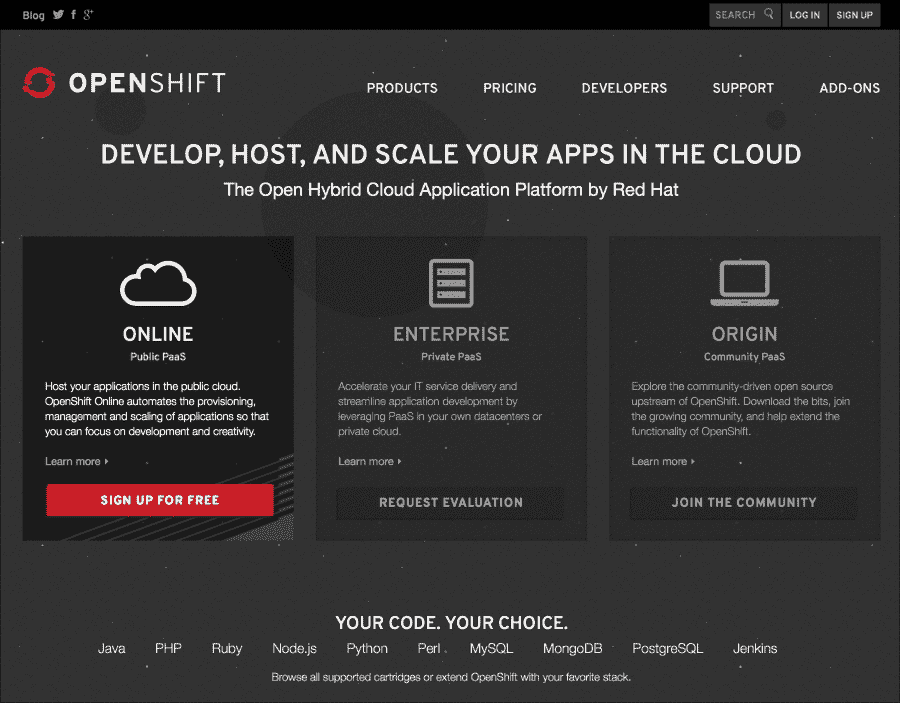 Blog
SEARCH LOG IN SIGN UP
OPENSHIFT
PRODUCTS PRICING DEVELOPERS SUPPORT ADD-ONS
DEVELOP, HOST, AND SCALE YOUR APPS IN THE CLOUD
The Open Hybrid Cloud Application Platform by Red Hat
ONLINE
Public PaaS
Host your applications in the public cloud.
OpenShift Online automates the provisioning,
management and scaling of applications so that
you can focus on development and creativity.
Learn more
SIGN UP FOR FREE
ENTERPRISE
Private PaaS
Accelerate your IT service delivery and
streamline application development by
leveraging PaaS in your own datacenters or
private cloud.
Learn more
REQUEST EVALUATION
ORIGIN
Community PaaS
Explore the community-driven open source
upstream of OpenShift. Download the bits, join
the growing community, and help extend the
functionality of OpenShift.
Learn more
JOIN THE COMMUNITY
YOUR CODE. YOUR CHOICE.
Java PHP Ruby Node.js Python Perl MySQL MongoDB PostgreSQL Jenkins
Browse all supported cartridges or extend OpenShift with your favorite stack.